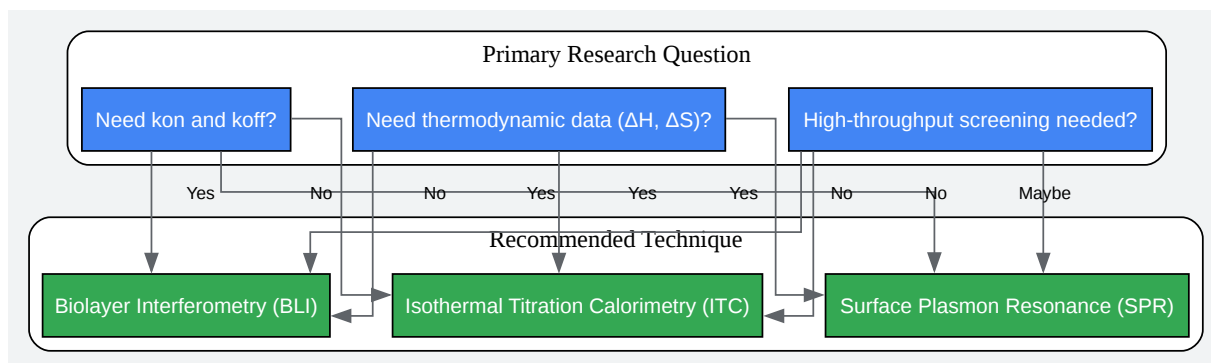 Primary Research Question
Need kon and koff?
Need thermodynamic data (ΔH, ΔS)?
High-throughput screening needed?
Yes
No
No
Yes
Yes
Yes
No
No
Maybe
Recommended Technique
Biolayer Interferometry (BLI)
Isothermal Titration Calorimetry (ITC)
Surface Plasmon Resonance (SPR)